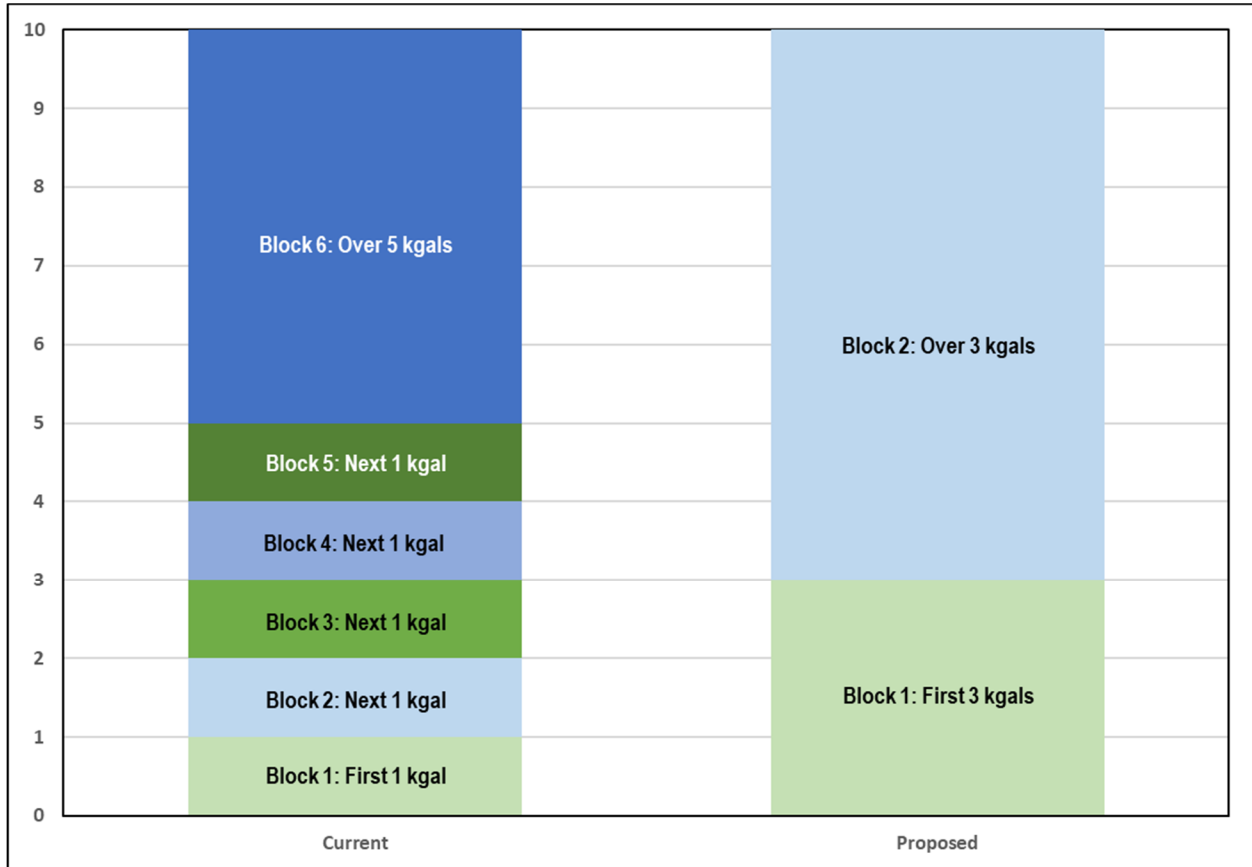 10
9
8
7
6
5
4
3
2
1
0
Block 6: Over 5 kgals
Block 5: Next 1 kgal
Block 4: Next 1 kgal
Block 3: Next 1 kgal
Block 2: Next 1 kgal
Block 1: First 1 kgal
Block 2: Over 3 kgals
Block 1: First 3 kgals
Current
Proposed